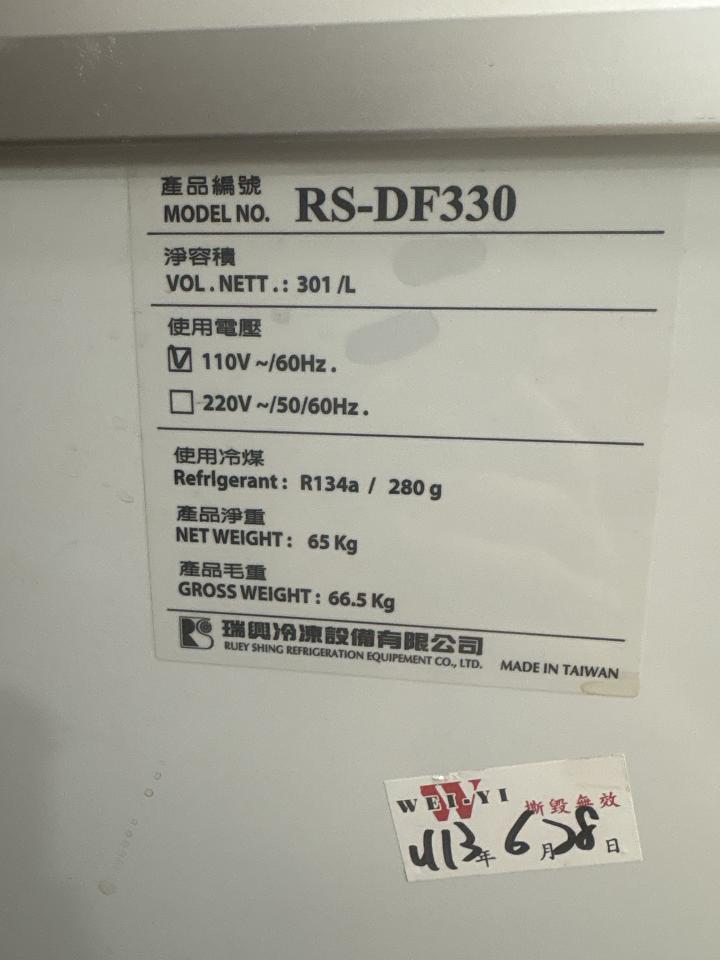 產品編號
MODEL NO. RS-DF330
淨容積
VOL . NETT . : 301 /L
使用電壓
110V ~/60Hz .
220V ~/50/60Hz .
使用冷煤
RefrIgerant : R134a / 280 g
產品淨重
NET WEIGHT : 65 Kg
產品毛重
GROSS WEIGHT : 66.5 Kg
RS 瑞興冷凍設備有限公司
RUEY SHING REFRIGERATION EQUIPEMENT CO., LTD. MADE IN TAIWAN
WEI-YI 撕毀無效
年 6 月 28 日